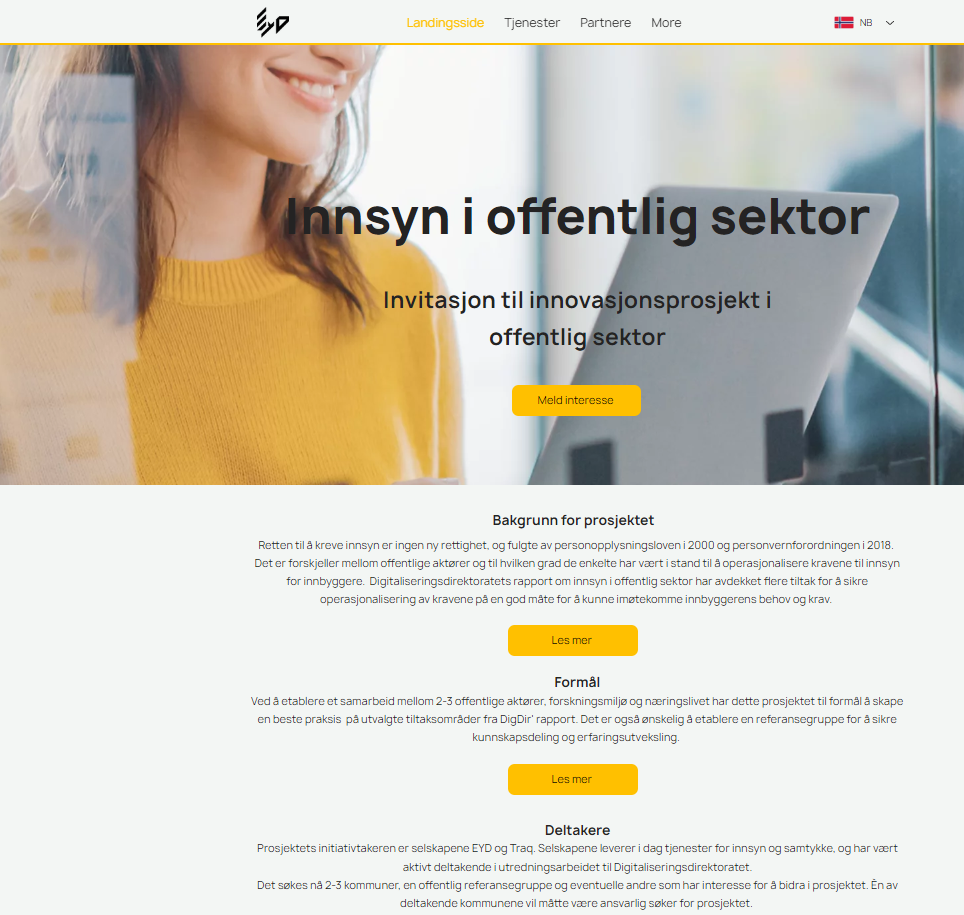 Landingsside Tjenester Partnere More NB
Innsyn i offentlig sektor
Invitasjon til innovasjonsprosjekt i
offentlig sektor
Meld interesse
Bakgrunn for prosjektet
Retten til å kreve innsyn er ingen ny rettighet, og fulgte av personopplysningsloven i 2000 og personvernforordningen i 2018.
Det er forskjeller mellom offentlige aktører og til hvilken grad de enkelte har vært i stand til å operasjonalisere kravene til innsyn
for innbyggere.  Digitaliseringsdirektoratets rapport om innsyn i offentlig sektor har avdekket flere tiltak for å sikre
operasjonalisering av kravene på en god måte for å kunne imøtekomme innbyggerens behov og krav.
Les mer
Formål
Ved å etablere et samarbeid mellom 2-3 offentlige aktører, forskningsmiljø og næringslivet har dette prosjektet til formål å skape
en beste praksis  på utvalgte tiltaksområder fra DigDir' rapport. Det er også ønskelig å etablere en referansegruppe for å sikre
kunnskapsdeling og erfaringsutveksling.
Les mer
Deltakere
Prosjektets initiativtakeren er selskapene EYD og Traq. Selskapene leverer i dag tjenester for innsyn og samtykke, og har vært
aktivt deltakende i utredningsarbeidet til Digitaliseringsdirektoratet.
Det søkes nå 2-3 kommuner, en offentlig referansegruppe og eventuelle andre som har interesse for å bidra i prosjektet. Èn av
deltakende kommunene vil måtte være ansvarlig søker for prosjektet.